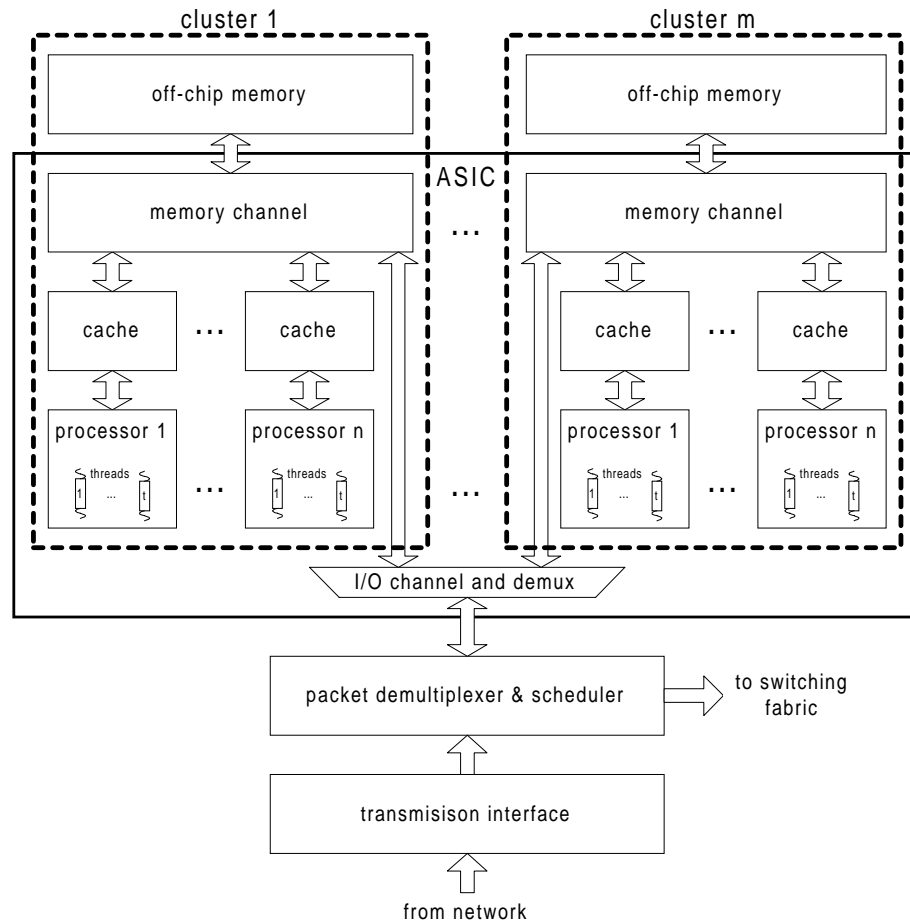 cluster 1
cluster m
off-chip memory
off-chip memory
ASIC
memory channel
...
memory channel
cache
...
cache
cache
...
cache
processor 1
processor n
processor 1
processor n
threads
threads
threads
threads
1
...
t
...
1
...
t
...
1
...
t
...
1
...
t
I/O channel and demux
packet demultiplexer & scheduler
to switching
fabric
transmisison interface
from network